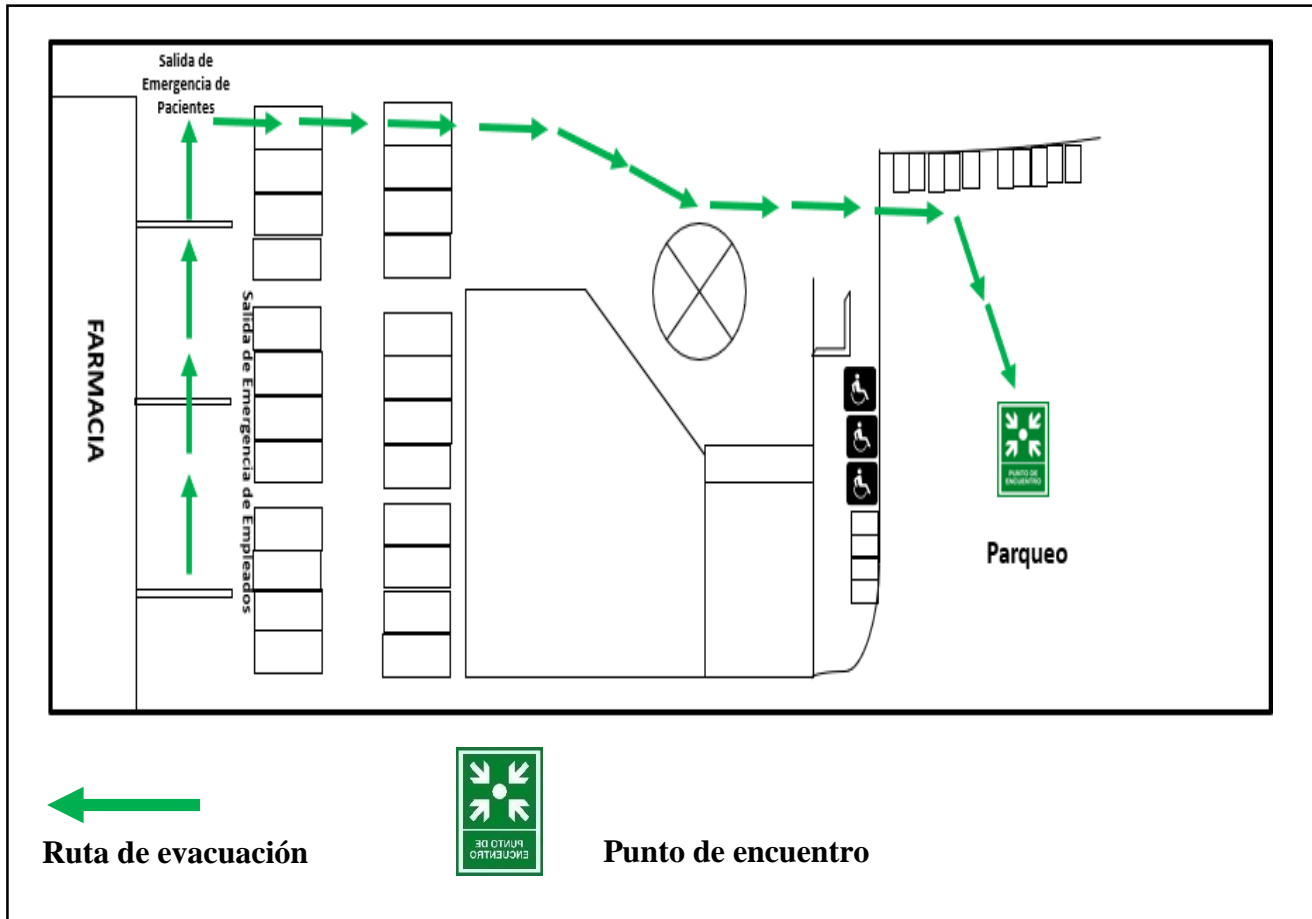 Salida de
Emergencia de
Pacientes
FARMACIA
Salida de Emergencia de Empleados
PUNTO DE
ENCUENTRO
Parqueo
PUNTO DE
ENCUENTRO
Ruta de evacuación
Punto de encuentro